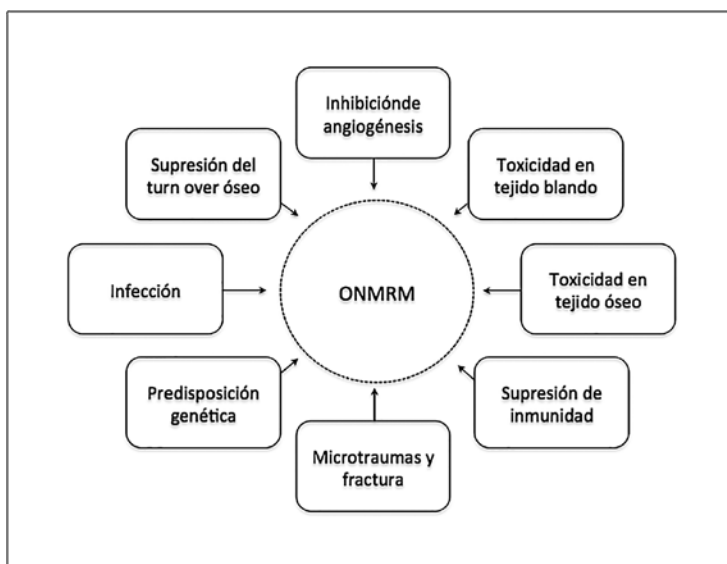 Inhibiciónde
angiogénesis
Supresión del
turn over óseo
Toxicidad en
tejido blando
Infección
ONMRM
Toxicidad en
tejido óseo
Predisposición
genética
Supresión de
inmunidad
Microtraumas y
fractura